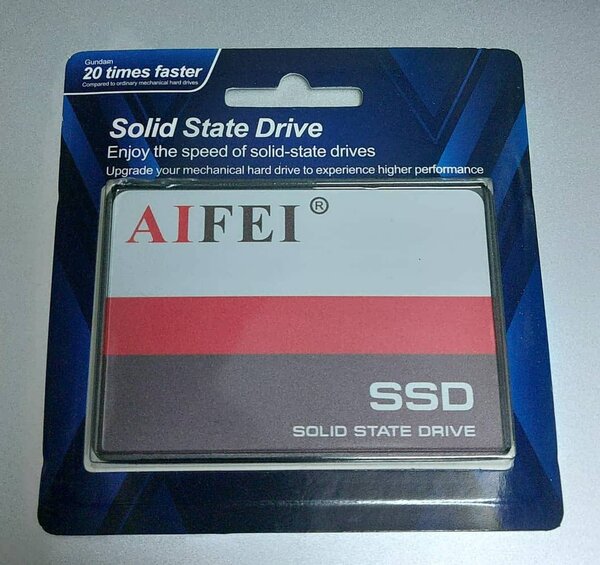 Gundam
20 times faster
Compared to ordinary mechanical hard drives
Solid State Drive
Enjoy the speed of solid-state drives
Upgrade your mechanical hard drive to experience higher performance
AIFEI®
SSD
SOLID STATE DRIVE